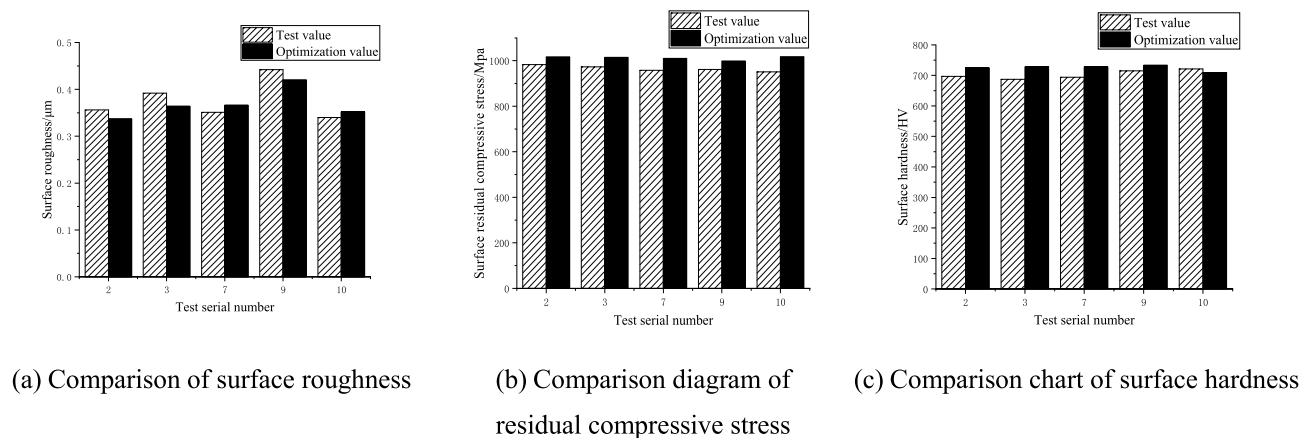 Test value
Optimization value
0.5
0.4
0.3
0.2
0.1
0.0
Surface roughness/μm
2 3 7 9 10
Test serial number
(a) Comparison of surface roughness
Test value
Optimization value
1000
800
600
400
200
0
Surface residual compressive stress/Mpa
2 3 7 9 10
Test serial number
(b) Comparison diagram of
residual compressive stress
Test value
Optimization value
800
700
600
500
400
300
200
100
0
Surface hardness/HV
2 3 7 9 10
Test serial number
(c) Comparison chart of surface hardness